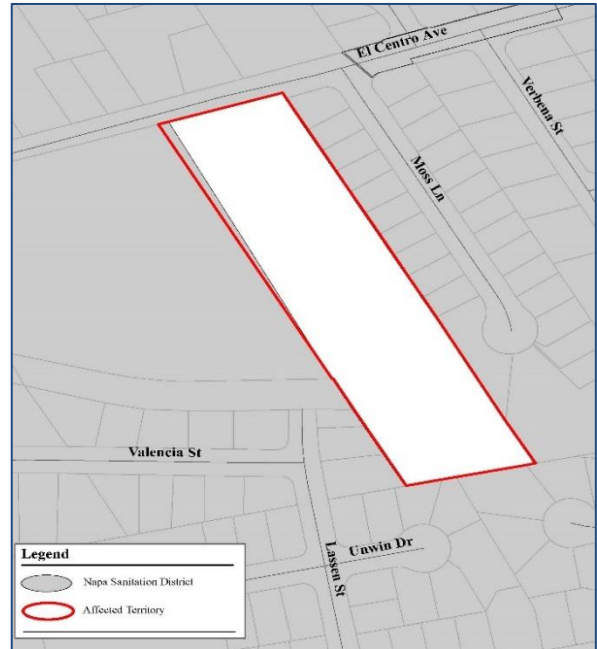 El Centro Ave
Verbena St
Moss Ln
Valencia St
Unwin Dr
Lassen St
Legend
Napa Sanitation District
Affected Territory